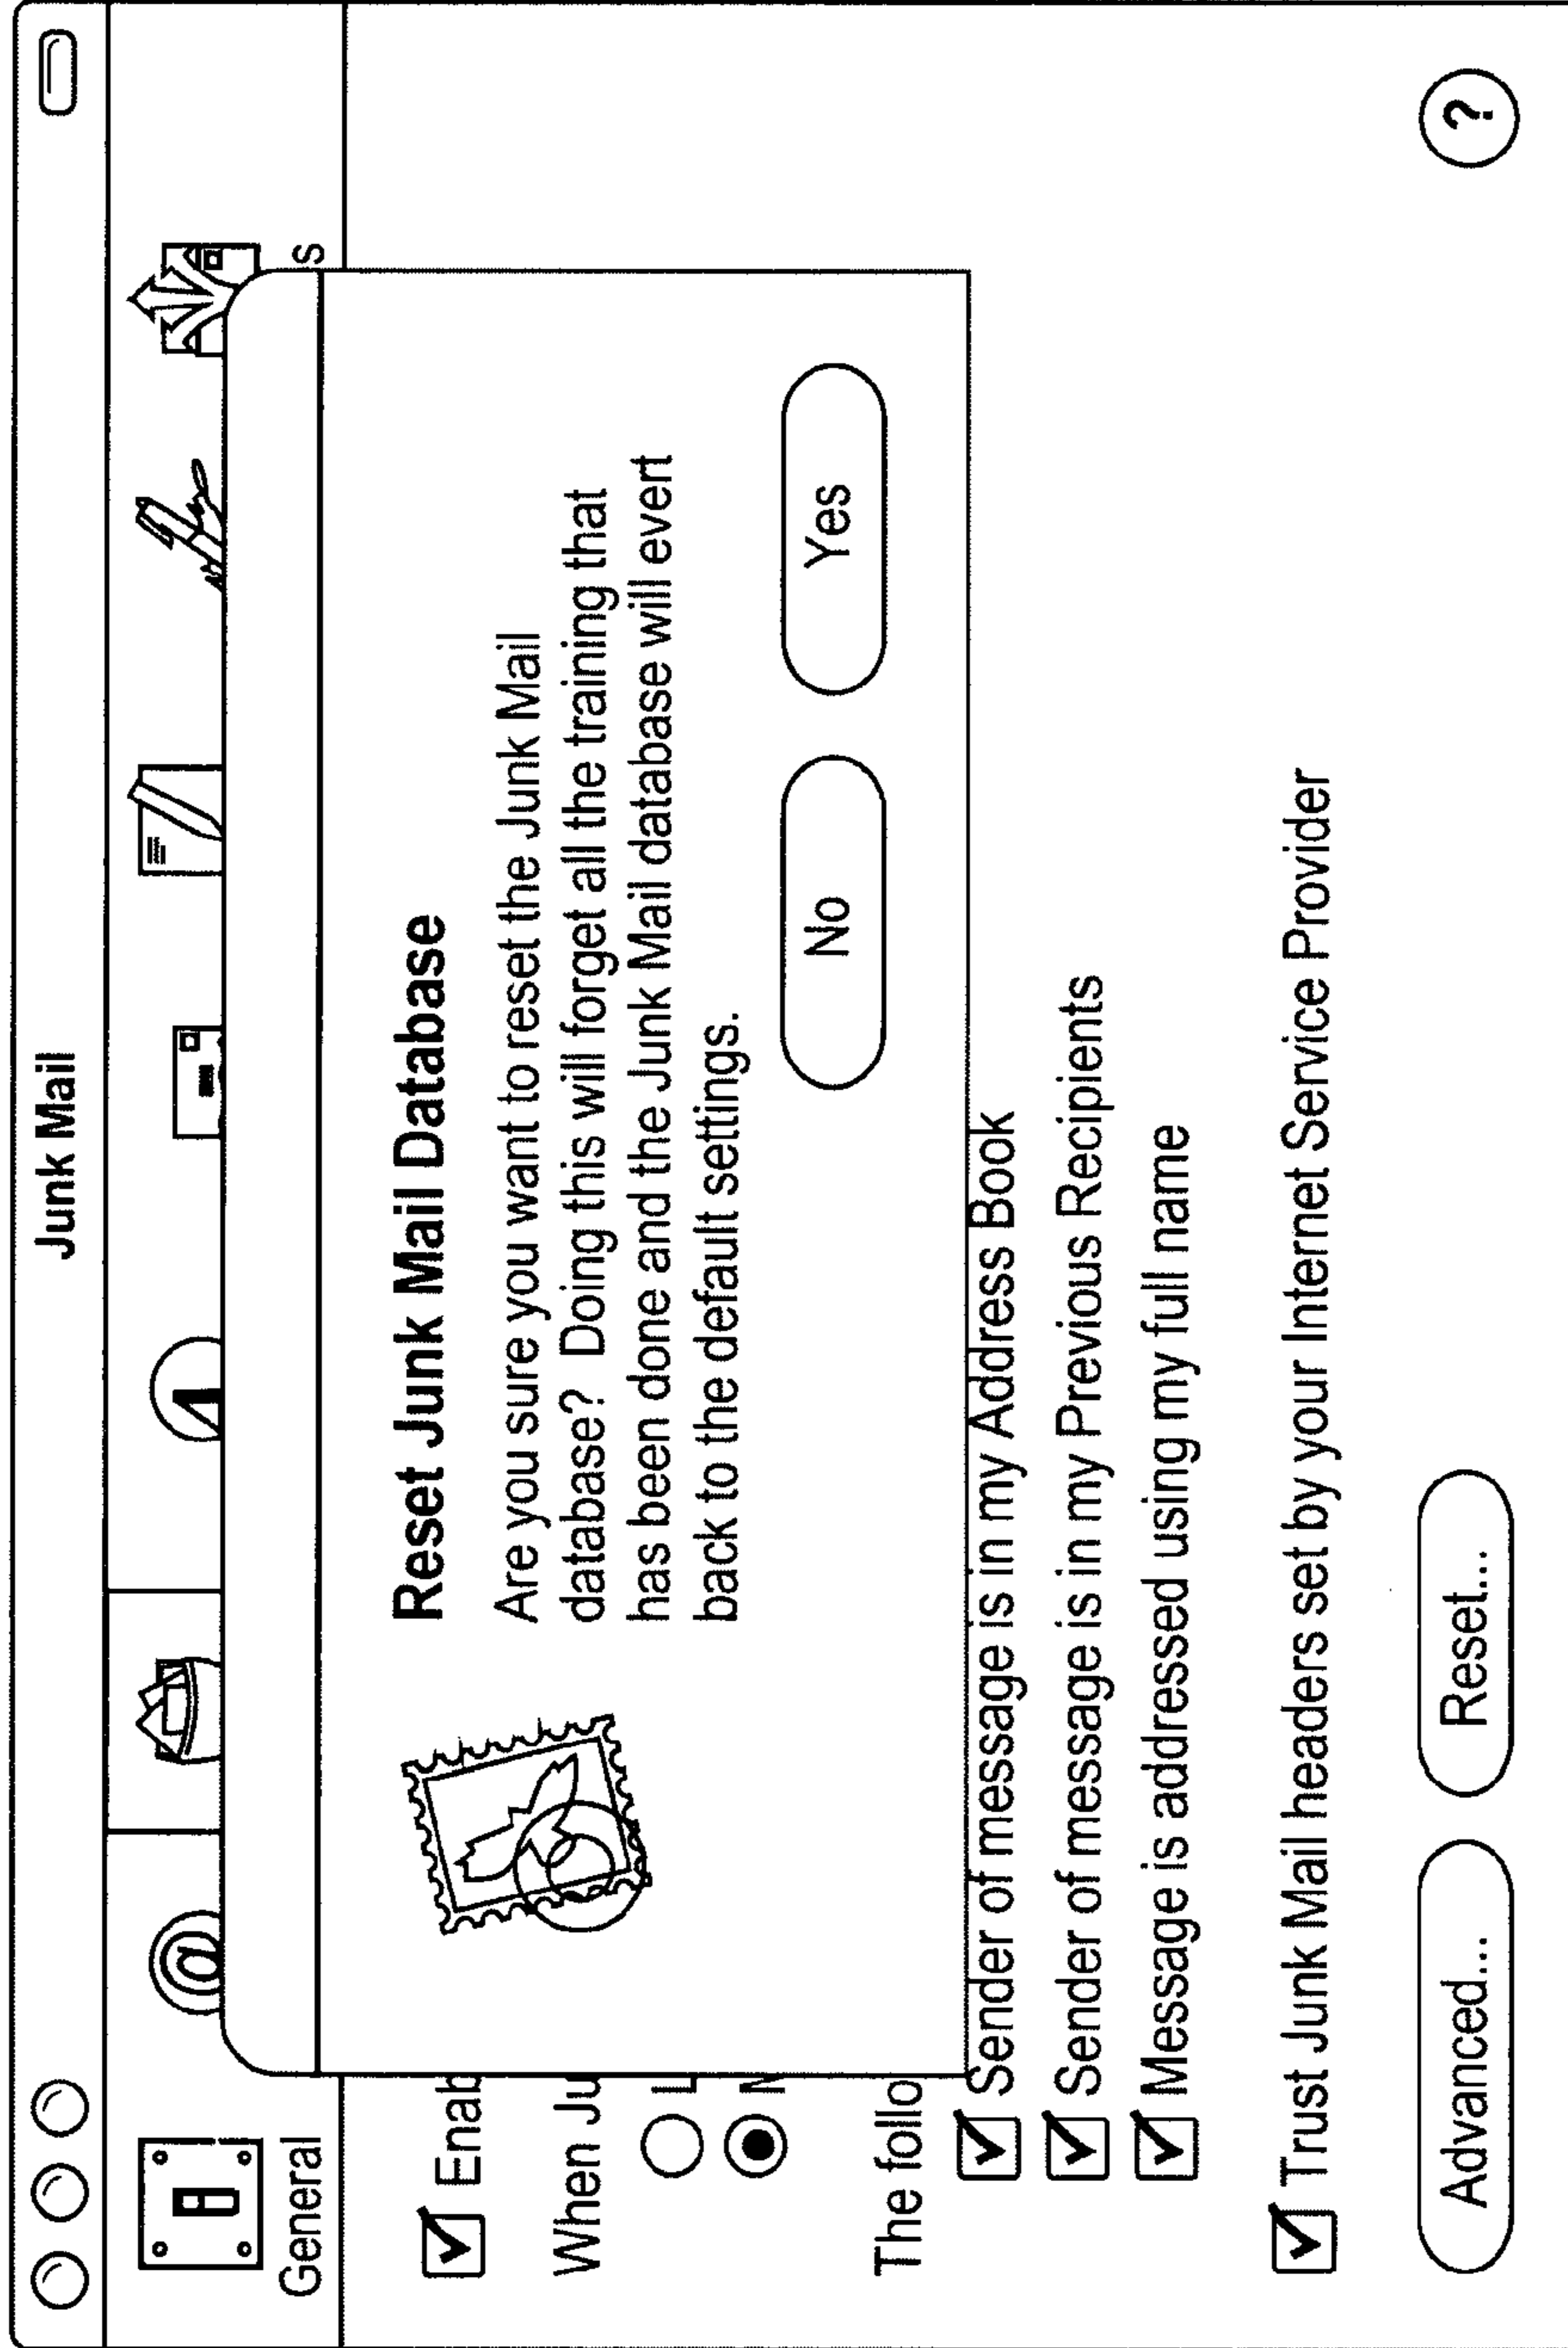 Junk Mail
@
General
s
Reset Junk Mail Database
Are you sure you want to reset the Junk Mail
database? Doing this will forget all the training that
has been done and the Junk Mail database will evert
back to the default settings.
No
Yes
Enab
When Ju
The follo
Sender of message is in my Address Book
Sender of message is in my Previous Recipients
Message is addressed using my full name
Trust Junk Mail headers set by your Internet Service Provider
Advanced...
Reset...
?